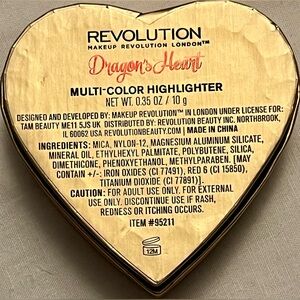 REVOLUTION
MAKEUP REVOLUTION LONDON™
Dragon's Heart
MULTI-COLOR HIGHLIGHTER
NET WT. 0.35 OZ / 10 g
DESIGNED AND DEVELOPED BY: MAKEUP REVOLUTION™ IN LONDON UNDER LICENSE FOR:
TAM BEAUTY ME11 5JS UK DISTRIBUTED BY: REVOLUTION BEAUTY INC. NORTHBROOK,
IL 60062 USA REVOLUTIONBEAUTY.COM | MADE IN CHINA
INGREDIENTS: MICA, NYLON-12, MAGNESIUM ALUMINUM SILICATE,
MINERAL OIL, ETHYLHEXYL PALMITATE, POLYBUTENE, SILICA,
DIMETHICONE, PHENOXYETHANOL, METHYLPARABEN. [MAY
CONTAIN +/-: IRON OXIDES (CI 77491), RED 6 (CI 15850),
TITANIUM DIOXIDE (CI 77891)].
CAUTION: FOR ADULT USE ONLY. FOR EXTERNAL
USE ONLY. DISCONTINUE USE IF RASH,
REDNESS OR ITCHING OCCURS.
ITEM #95211
12M